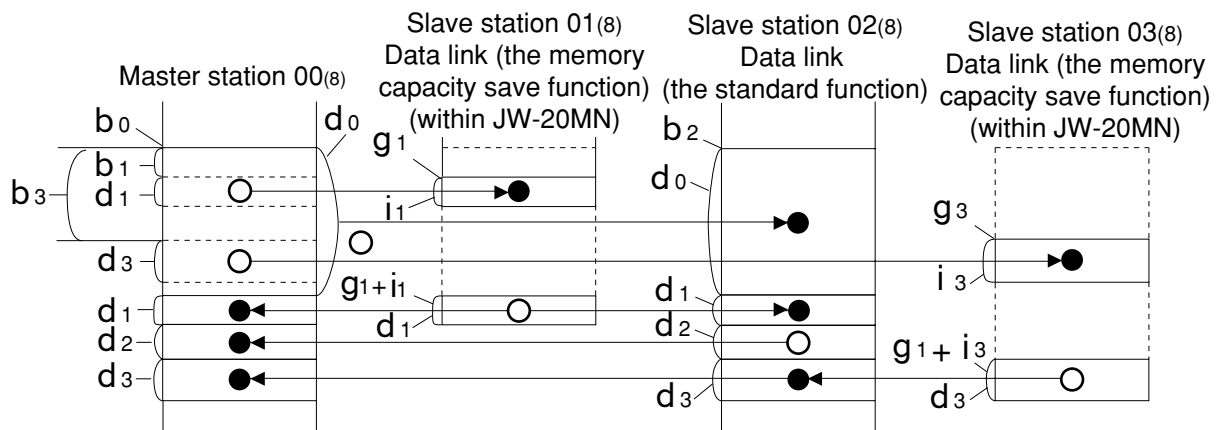 Master station 00(8)
Slave station 01(8)
Data link (the memory
capacity save function)
(within JW-20MN)
Slave station 02(8)
Data link
(the standard function)
Slave station 03(8)
Data link (the memory
capacity save function)
(within JW-20MN)
b0
d0
b1
d1
b3
d3
d1
d2
d3
g1
i1
g1+i1
d1
b2
d0
d1
d2
d3
g3
i3
g1 + i3
d3